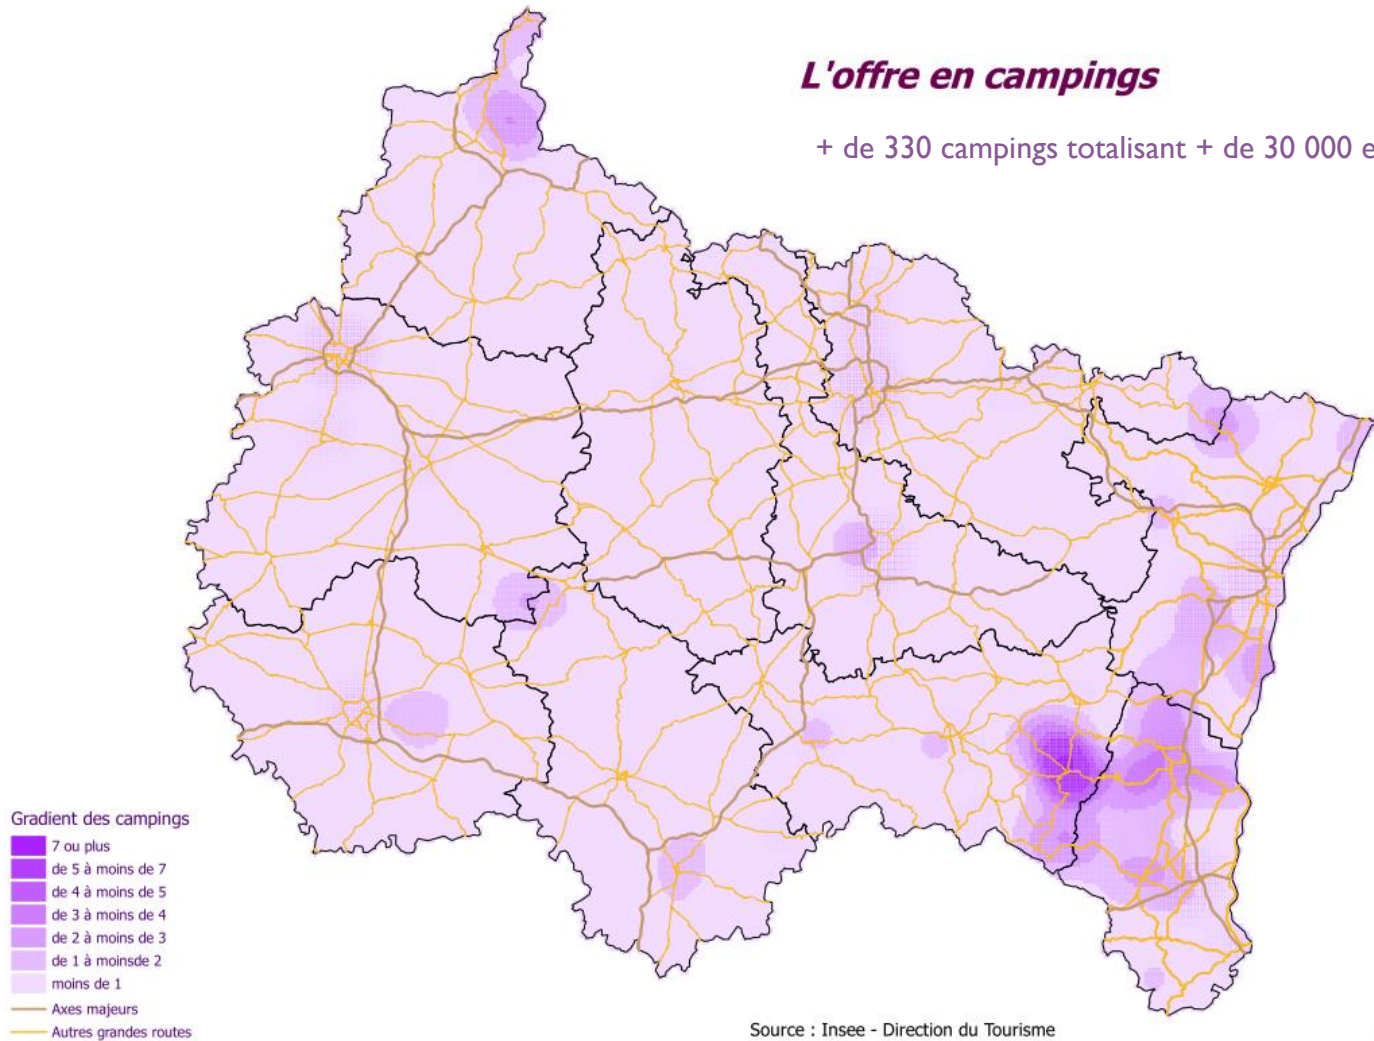 L'offre en campings
+ de 330 campings totalisant + de 30 000 e
Gradient des campings
7 ou plus
de 5 à moins de 7
de 4 à moins de 5
de 3 à moins de 4
de 2 à moins de 3
de 1 à moinsde 2
moins de 1
Axes majeurs
Autres grandes routes
Source : Insee - Direction du Tourisme